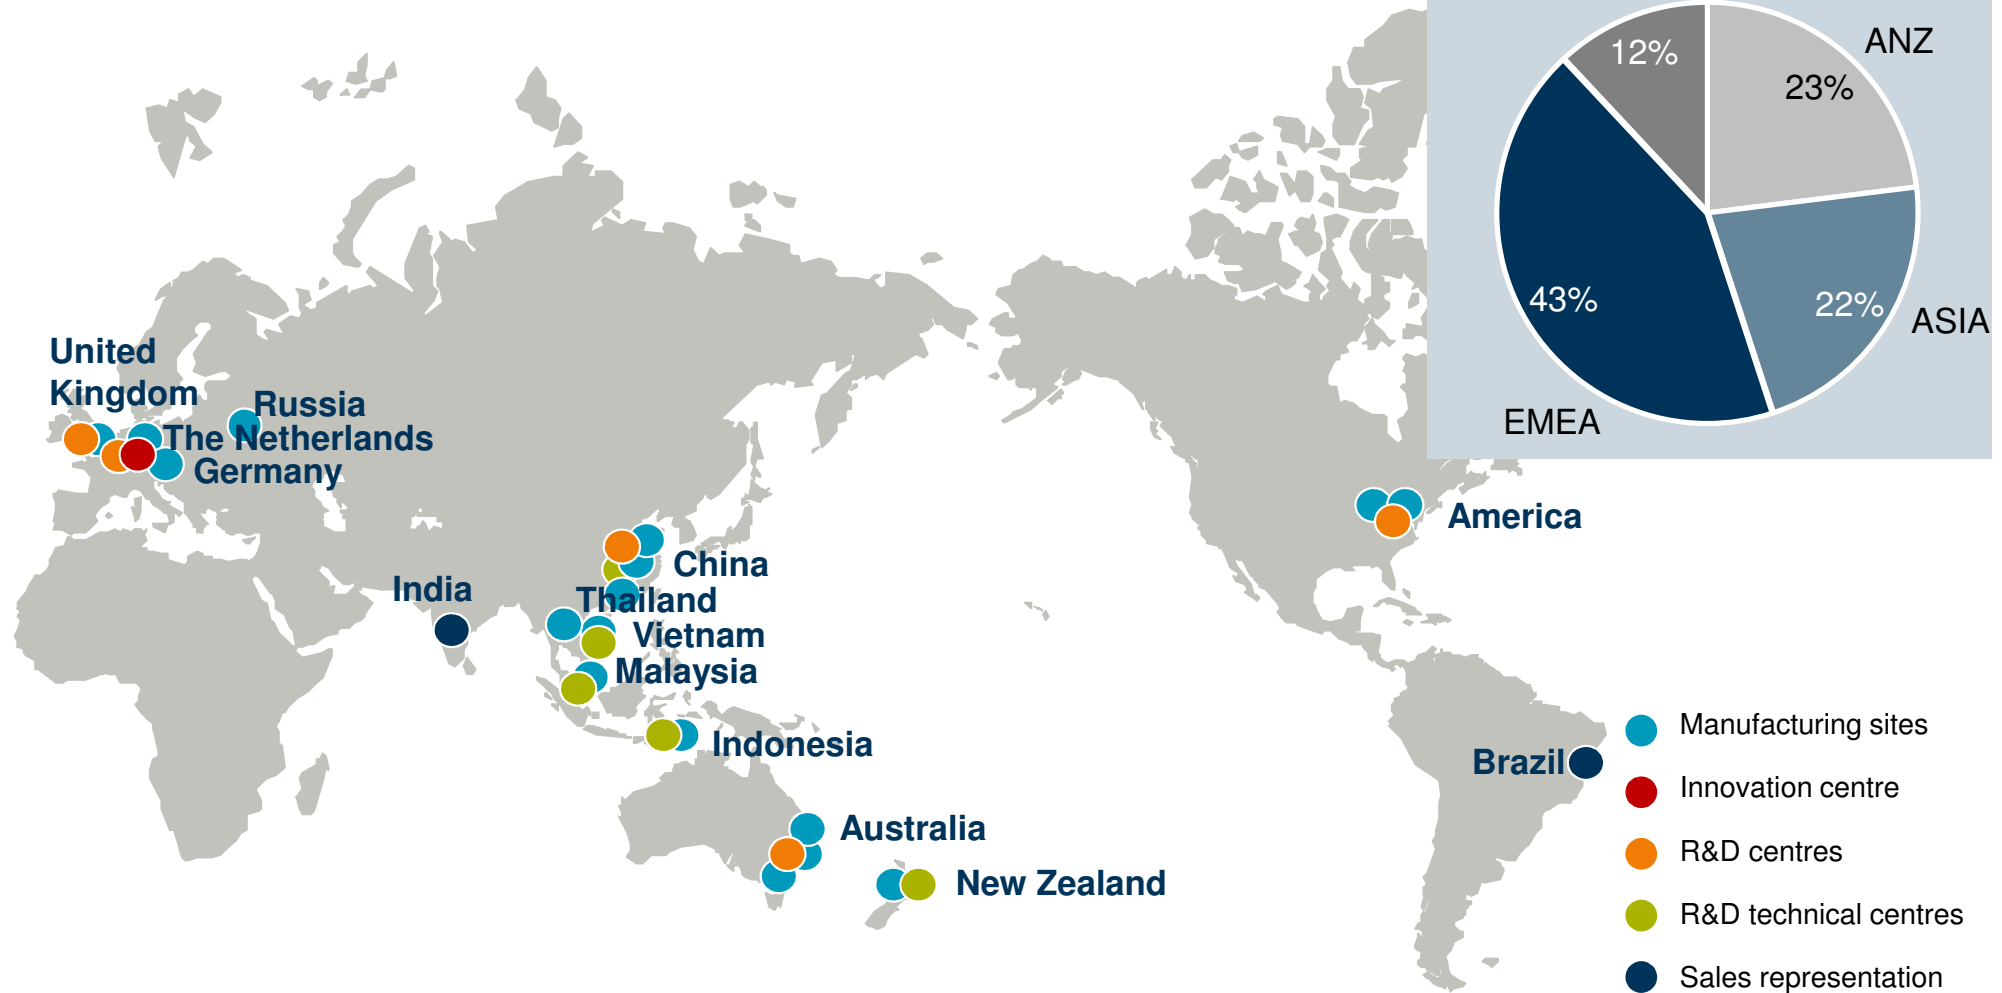 12%
ANZ
23%
43%
22%
ASIA
EMEA
United
Kingdom
Russia
The Netherlands
Germany
America
China
India
Thailand
Vietnam
Malaysia
Indonesia
Brazil
Australia
New Zealand
Manufacturing sites
Innovation centre
R&D centres
R&D technical centres
Sales representation